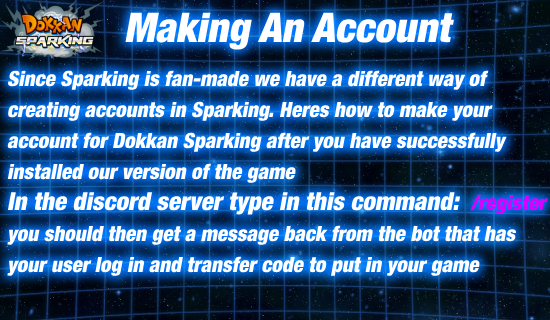 DOKKAN
SPARKING
Making An Account
Since Sparking is fan-made we have a different way of
creating accounts in Sparking. Heres how to make your
account for Dokkan Sparking after you have successfully
installed our version of the game
In the discord server type in this command: /register
you should then get a message back from the bot that has
your user log in and transfer code to put in your game